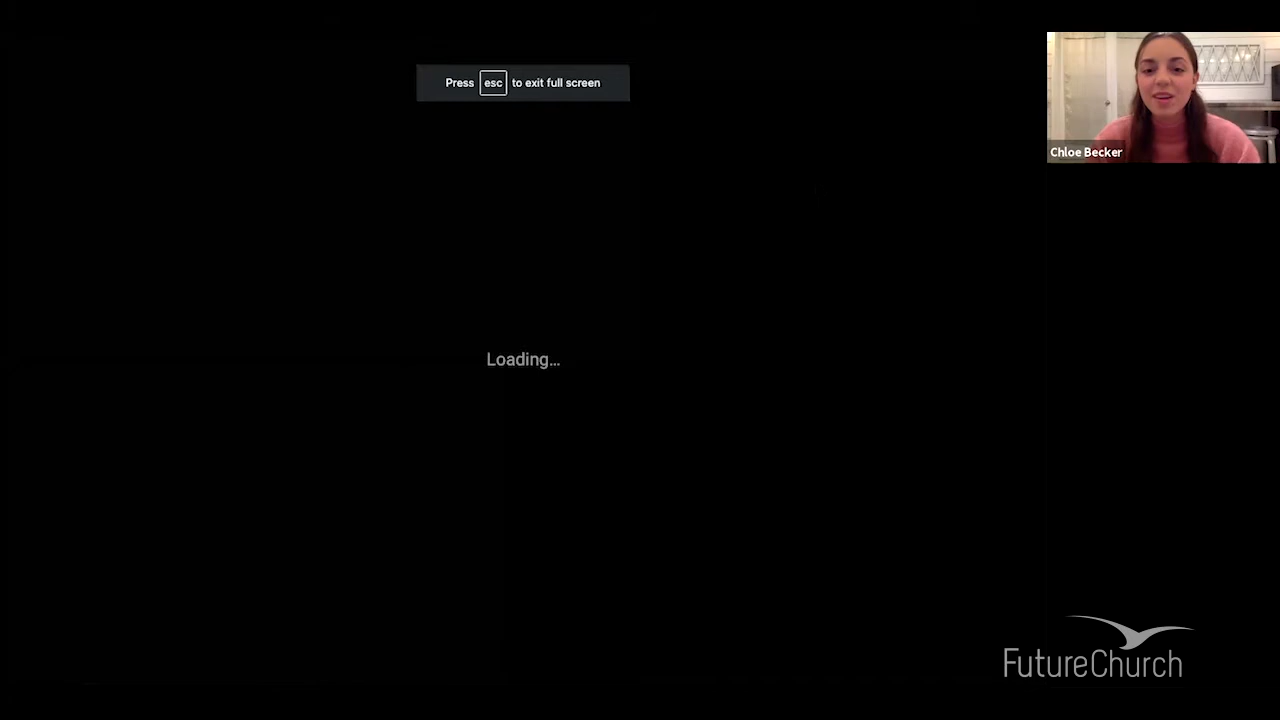 Press esc to exit full screen
Chloe Becker
Loading...
FutureChurch